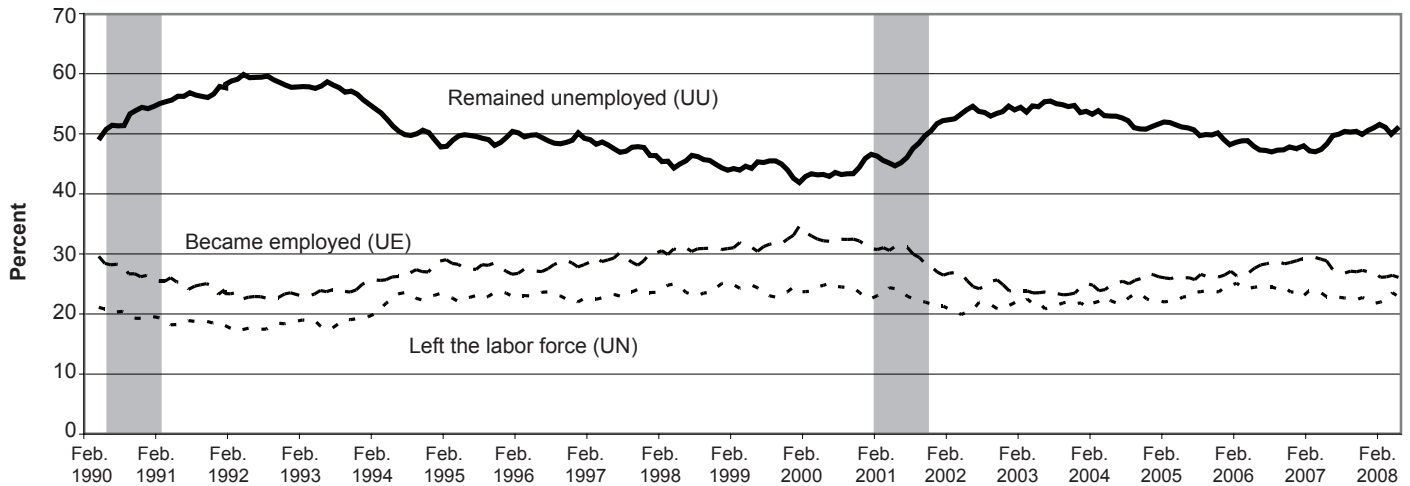 70
60
Remained unemployed (UU)
50
40
Percent
Became employed (UE)
30
20
Left the labor force (UN)
10
0
Feb. Feb. Feb. Feb. Feb. Feb. Feb. Feb. Feb. Feb. Feb. Feb. Feb. Feb. Feb. Feb. Feb. Feb. Feb.
1990 1991 1992 1993 1994 1995 1996 1997 1998 1999 2000 2001 2002 2003 2004 2005 2006 2007 2008